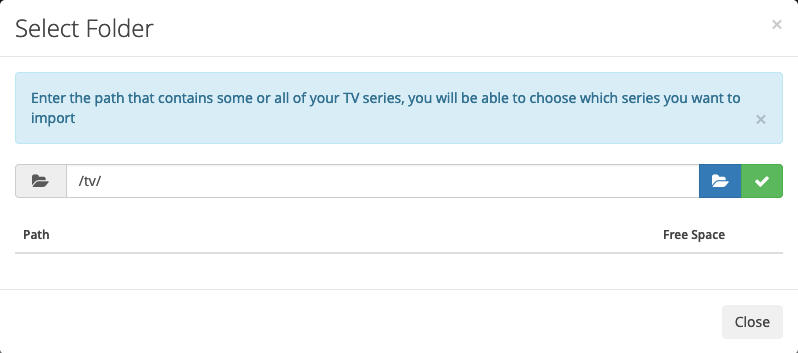 Select Folder
×
Enter the path that contains some or all of your TV series, you will be able to choose which series you want to
import
×
/tv/
Path Free Space
Close